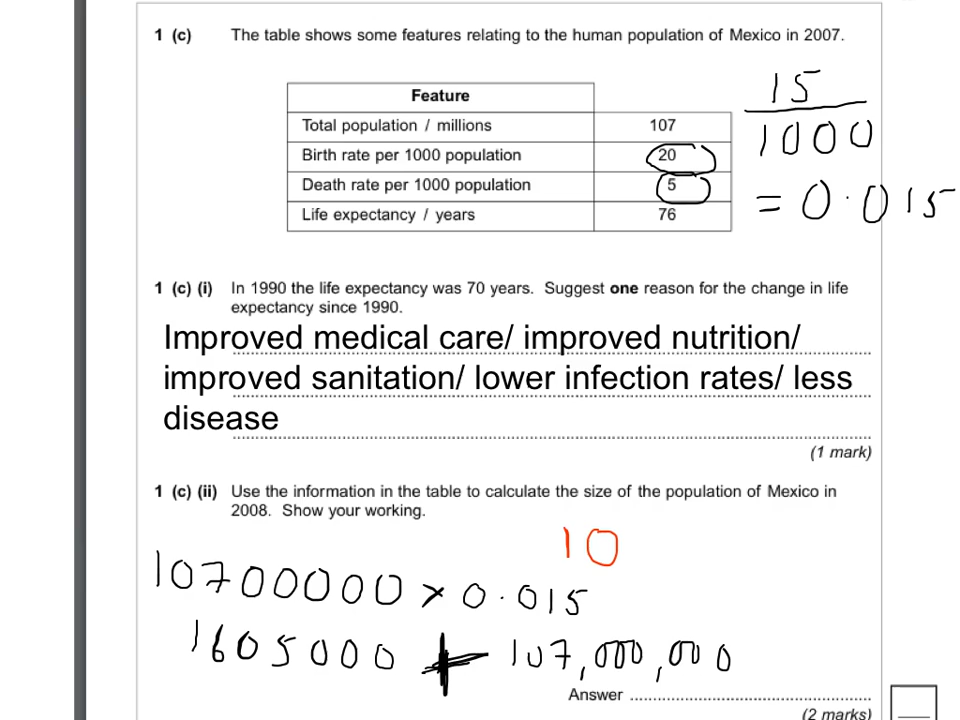 1 (c) The table shows some features relating to the human population of Mexico in 2007.
Feature
Total population / millions 107
Birth rate per 1000 population 20
Death rate per 1000 population 5
Life expectancy / years 76
15
1000
= 0.015
1 (c) (i) In 1990 the life expectancy was 70 years. Suggest one reason for the change in life
expectancy since 1990.
Improved medical care/ improved nutrition/
improved sanitation/ lower infection rates/ less
disease
(1 mark)
1 (c) (ii) Use the information in the table to calculate the size of the population of Mexico in
2008. Show your working.
10
10700000 × 0.015
1605000 + 107,000,000
Answer
(2 marks)